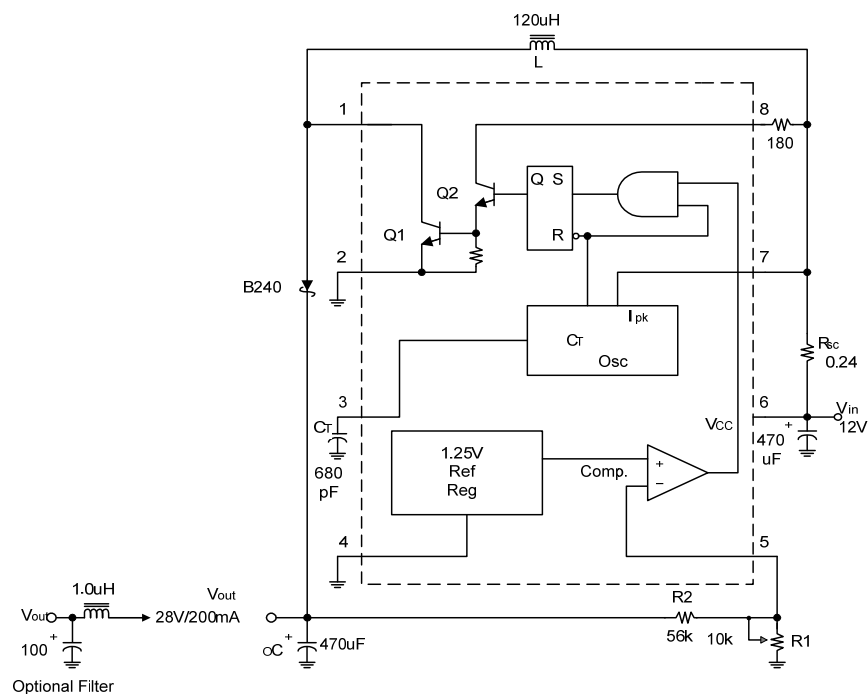 120uH
L
1
8
180
Q2
Q S
Q1
R
2
7
B240
Ipk
CT
Osc
Rsc
0.24
3
6
Vin
12V
CT
VCC
470
uF
680
pF
1.25V
Ref
Reg
Comp.
+
+
−
4
5
1.0uH
Vout
R2
Vout
28V/200mA
56k
10k
R1
100
+
oC
+
470uF
Optional Filter